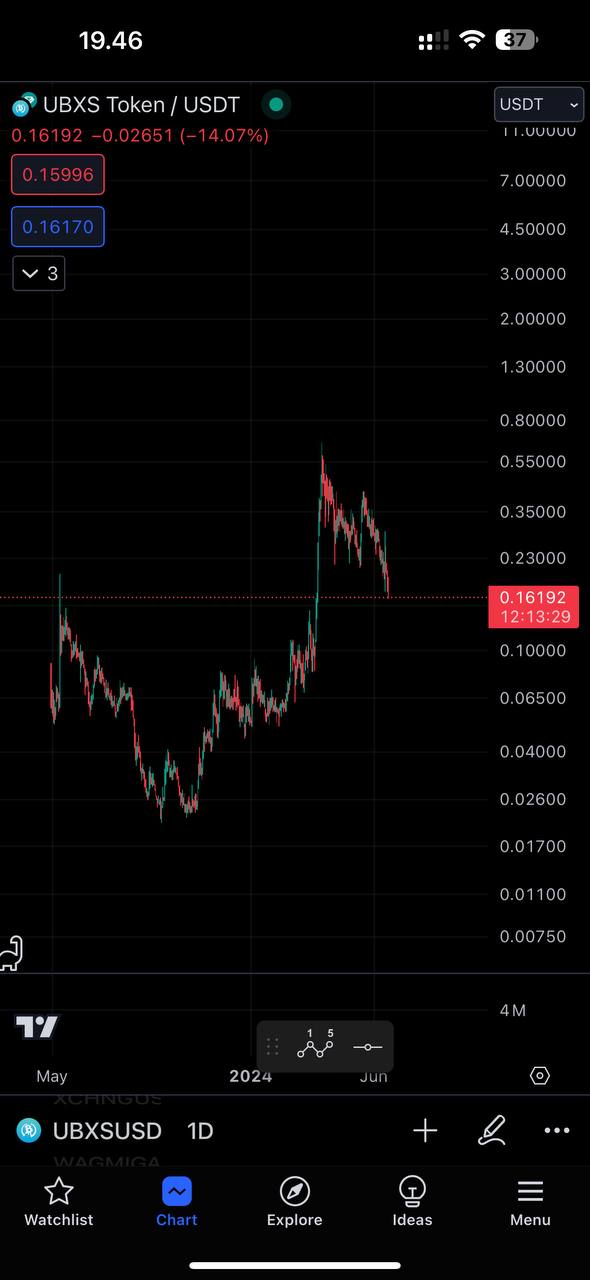 19.46
37
UBXS Token / USDT
USDT
0.16192 −0.02651 (−14.07%)
11.00000
0.15996
7.00000
0.16170
4.50000
3
3.00000
2.00000
1.30000
0.80000
0.55000
0.35000
0.23000
0.16192
12:13:29
0.10000
0.06500
0.04000
0.02600
0.01700
0.01100
0.00750
4 M
1 5
May 2024 Jun
XCHNGUS
UBXSUSD 1D
WAGMIGA
Watchlist Chart Explore Ideas Menu